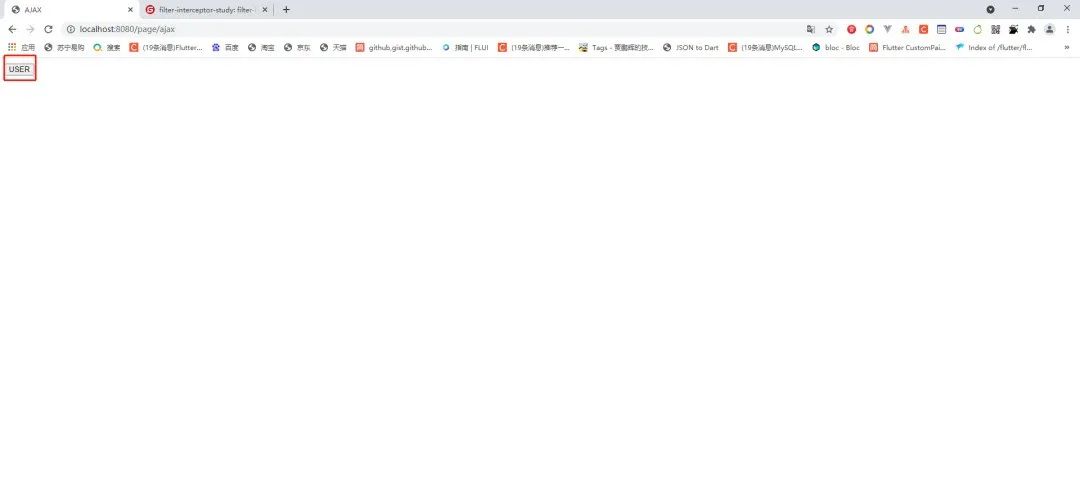 AJAX
filter-interceptor-study: filter-
localhost:8080/page/ajax
应用 苏宁易购 搜索 (19条消息)Flutter... 百度 淘宝 京东 天猫 github,gist.github... 指南 | FLUI (19条消息)推荐一... Tags - 贾鹏辉的技... JSON to Dart (19条消息)MySQL... bloc - Bloc Flutter CustomPai... Index of /flutter/fl... »
USER